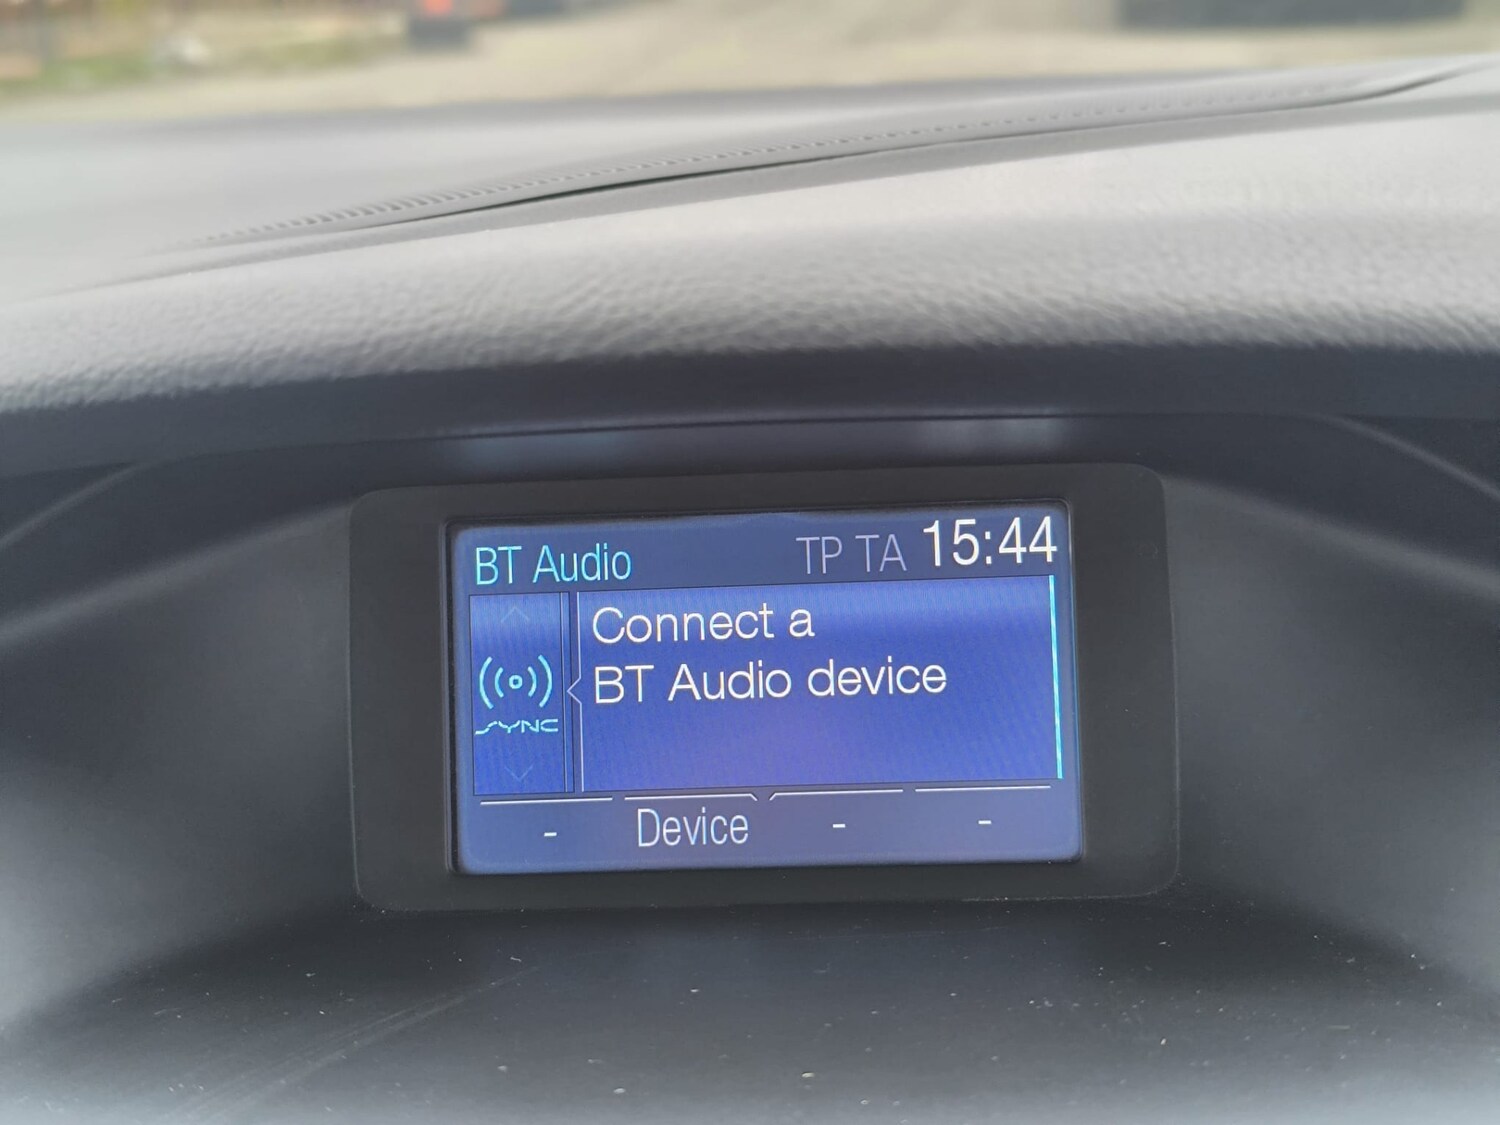 BT Audio TP TA 15:44
Connect a
BT Audio device
SYNC
- Device - -